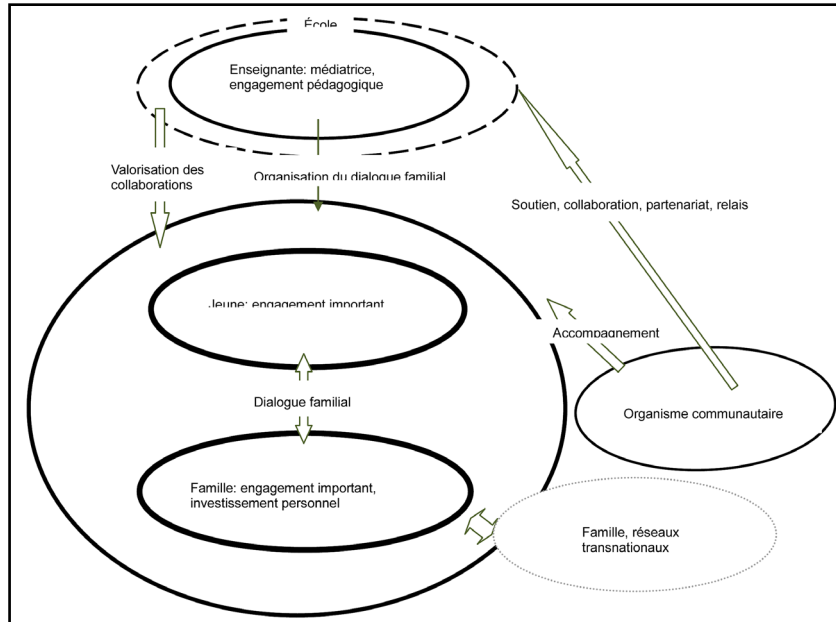 École
Enseignante: médiatrice,
engagement pédagogique
Valorisation des
collaborations
Organisation du dialogue familial
Soutien, collaboration, partenariat, relais
Jeune: engagement important
Accompagnement
Dialogue familial
Organisme communautaire
Famille: engagement important,
investissement personnel
Famille, réseaux
transnationaux